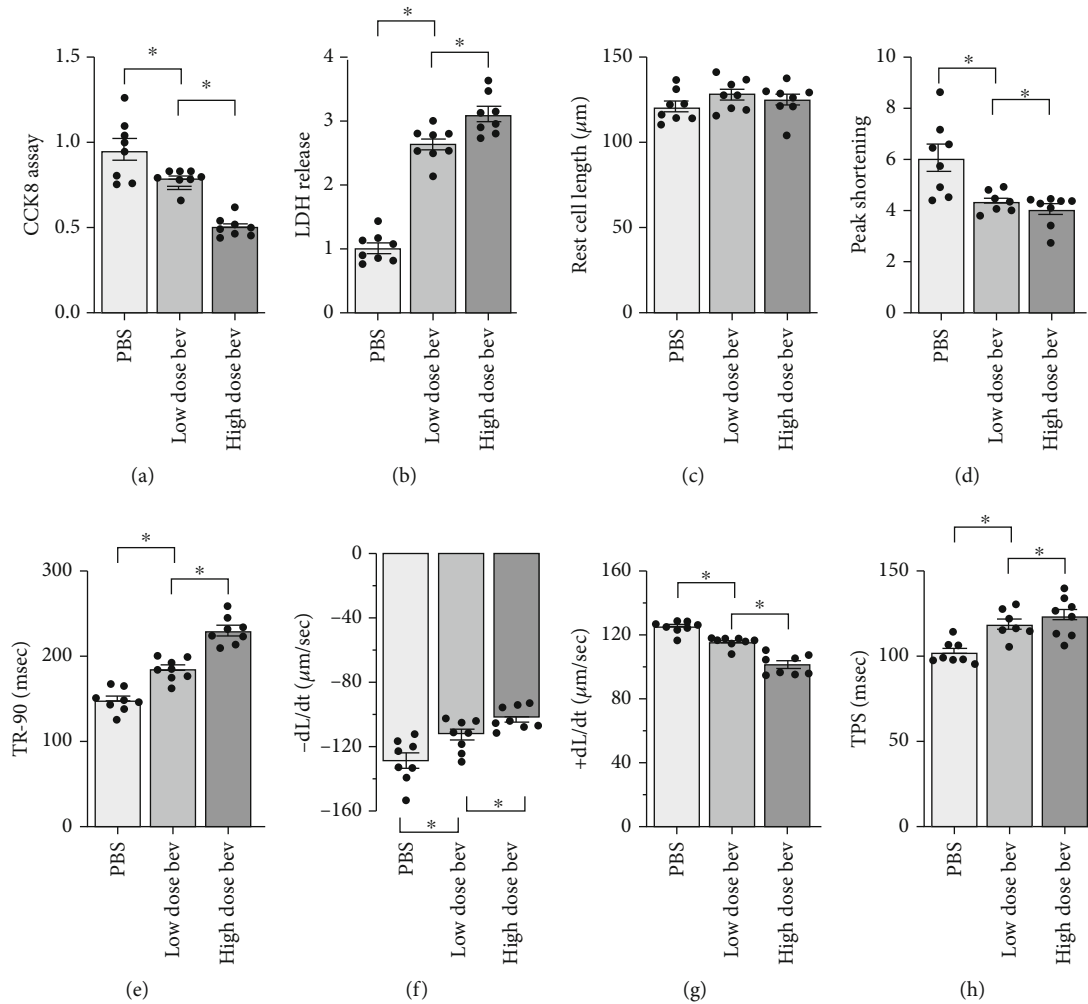 CCK8 assay
1.5
1.0
0.5
0.0
*
*
PBS
Low dose bev
High dose bev
(a)
LDH release
4
3
2
1
0
*
*
PBS
Low dose bev
High dose bev
(b)
Rest cell length (μm)
150
100
50
0
PBS
Low dose bev
High dose bev
(c)
Peak shortening
10
8
6
4
2
0
*
*
PBS
Low dose bev
High dose bev
(d)
TR-90 (msec)
300
200
100
0
*
*
PBS
Low dose bev
High dose bev
(e)
−dL/dt (μm/sec)
0
−40
−60
−80
−100
−120
−140
−160
*
*
PBS
Low dose bev
High dose bev
(f)
+dL/dt (μm/sec)
160
120
80
40
0
*
*
PBS
Low dose bev
High dose bev
(g)
TPS (msec)
150
100
50
0
*
*
PBS
Low dose bev
High dose bev
(h)